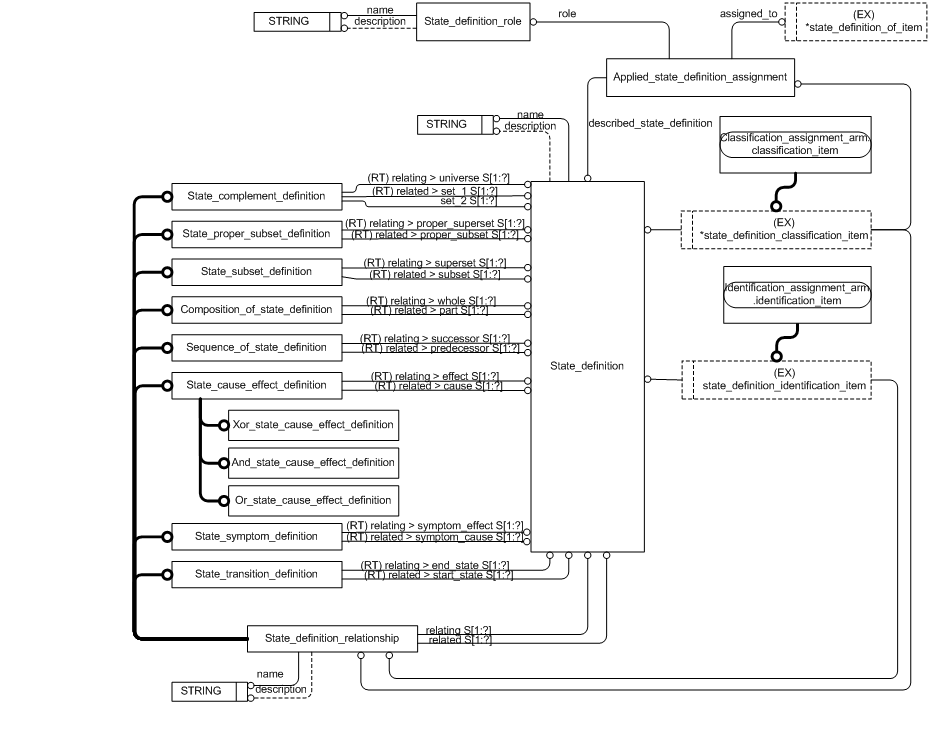 STRING
name
description
State_definition_role
role
assigned_to
(EX)
*state_definition_of_item
Applied_state_definition_assignment
STRING
name
description
described_state_definition
Classification_assignment_arm.
classification_item
State_complement_definition
(RT) relating > universe S[1:?]
(RT) related > set_1 S[1:?]
set_2 S[1:?]
State_proper_subset_definition
(RT) relating > proper_superset S[1:?]
(RT) related > proper_subset S[1:?]
(EX)
*state_definition_classification_item
State_subset_definition
(RT) relating > superset S[1:?]
(RT) related > subset S[1:?]
Identification_assignment_arm
.identification_item
Composition_of_state_definition
(RT) relating > whole S[1:?]
(RT) related > part S[1:?]
Sequence_of_state_definition
(RT) relating > successor S[1:?]
(RT) related > predecessor S[1:?]
State_definition
State_cause_effect_definition
(RT) relating > effect S[1:?]
(RT) related > cause S[1:?]
(EX)
state_definition_identification_item
Xor_state_cause_effect_definition
And_state_cause_effect_definition
Or_state_cause_effect_definition
State_symptom_definition
(RT) relating > symptom_effect S[1:?]
(RT) related > symptom_cause S[1:?]
State_transition_definition
(RT) relating > end_state S[1:?]
(RT) related > start_state S[1:?]
State_definition_relationship
relating S[1:?]
related S[1:?]
name
description
STRING